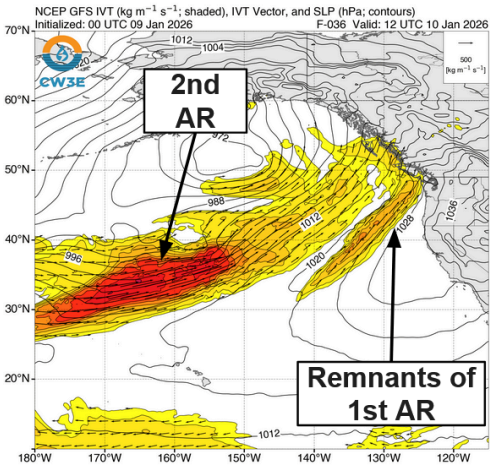 NCEP GFS IVT (kg m⁻¹ s⁻¹; shaded), IVT Vector, and SLP (hPa; contours)
Initialized: 00 UTC 09 Jan 2026 F-036 Valid: 12 UTC 10 Jan 2026
70°N
1012
1004
500
[kg m⁻¹ s⁻¹]
CW3E
2nd
AR
60°N
972
50°N
988
1036
1012
1028
40°N
996
1020
30°N
20°N
Remnants of
1st AR
1012
180°W 170°W 160°W 150°W 140°W 130°W 120°W